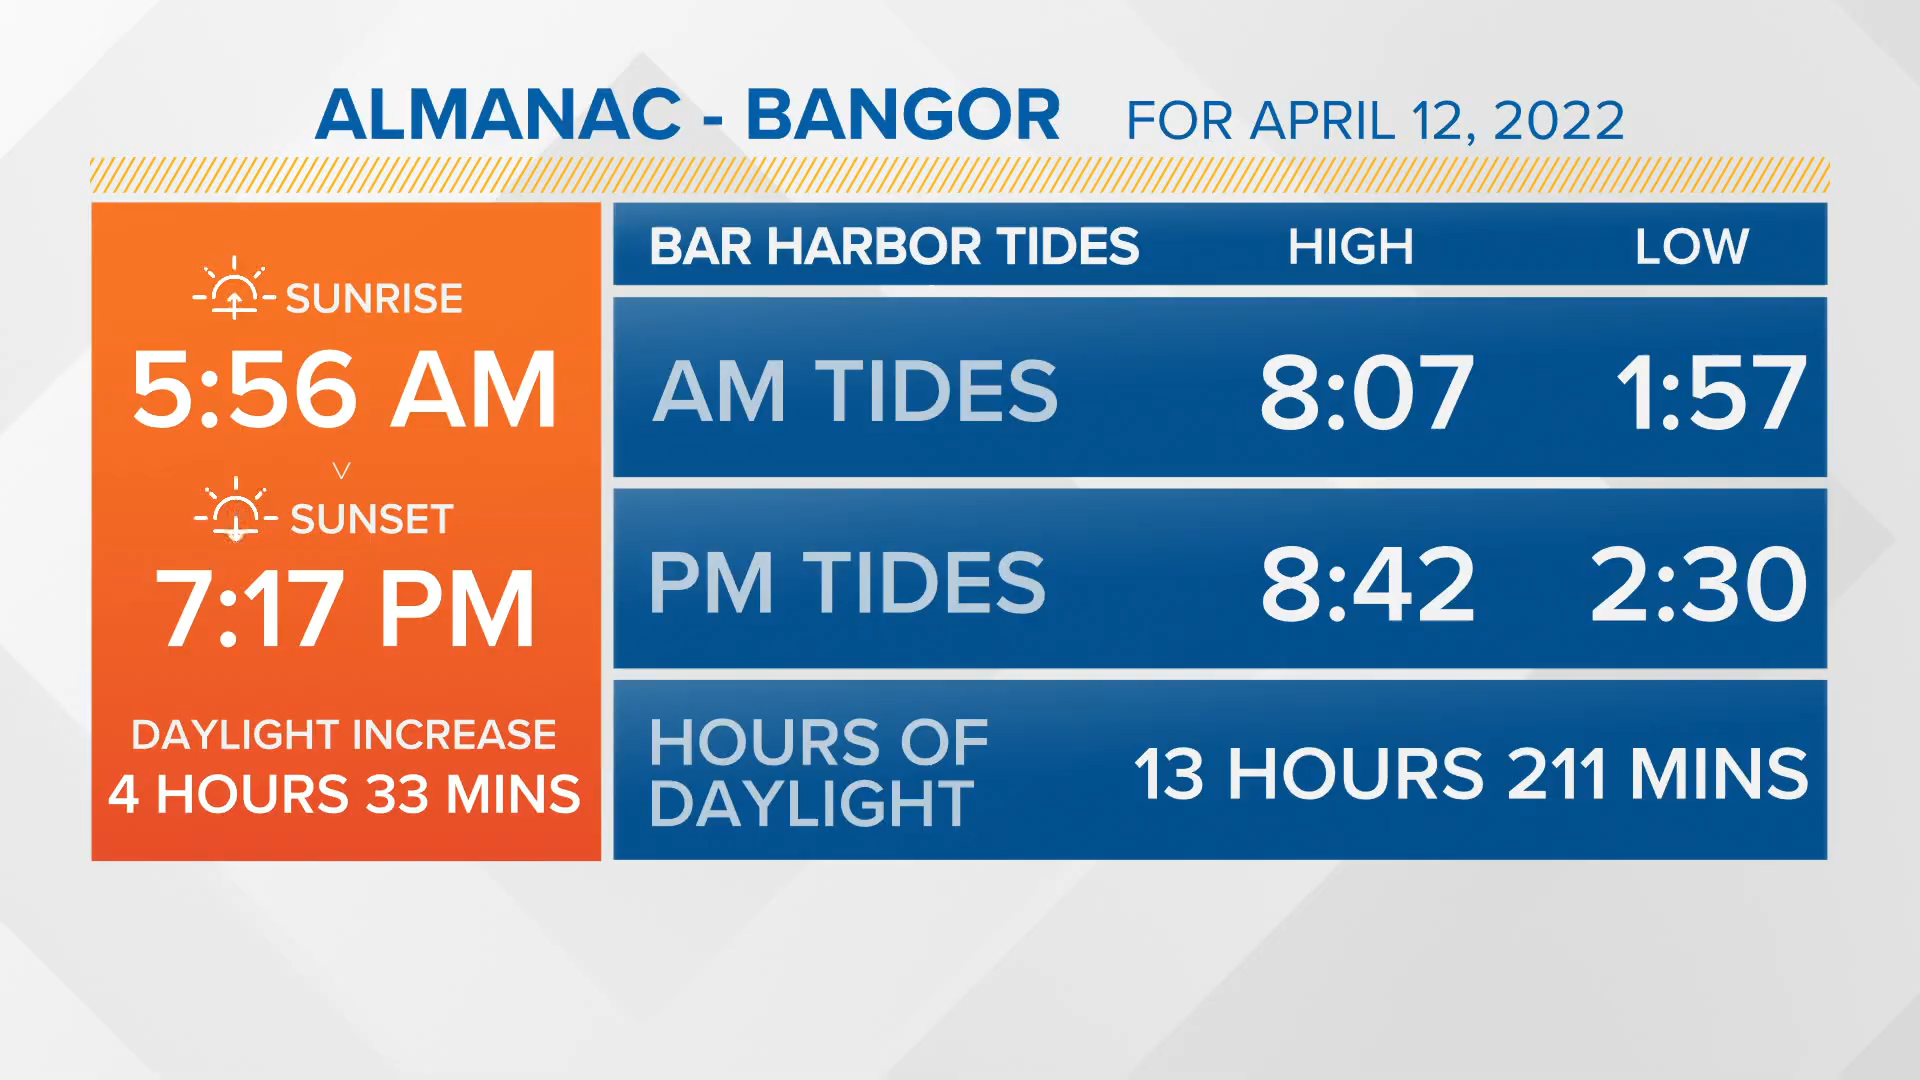 ALMANAC - BANGOR FOR APRIL 12, 2022
SUNRISE
5:56 AM
SUNSET
7:17 PM
DAYLIGHT INCREASE
4 HOURS 33 MINS
BAR HARBOR TIDES HIGH LOW
AM TIDES 8:07 1:57
PM TIDES 8:42 2:30
HOURS OF
DAYLIGHT
13 HOURS 211 MINS